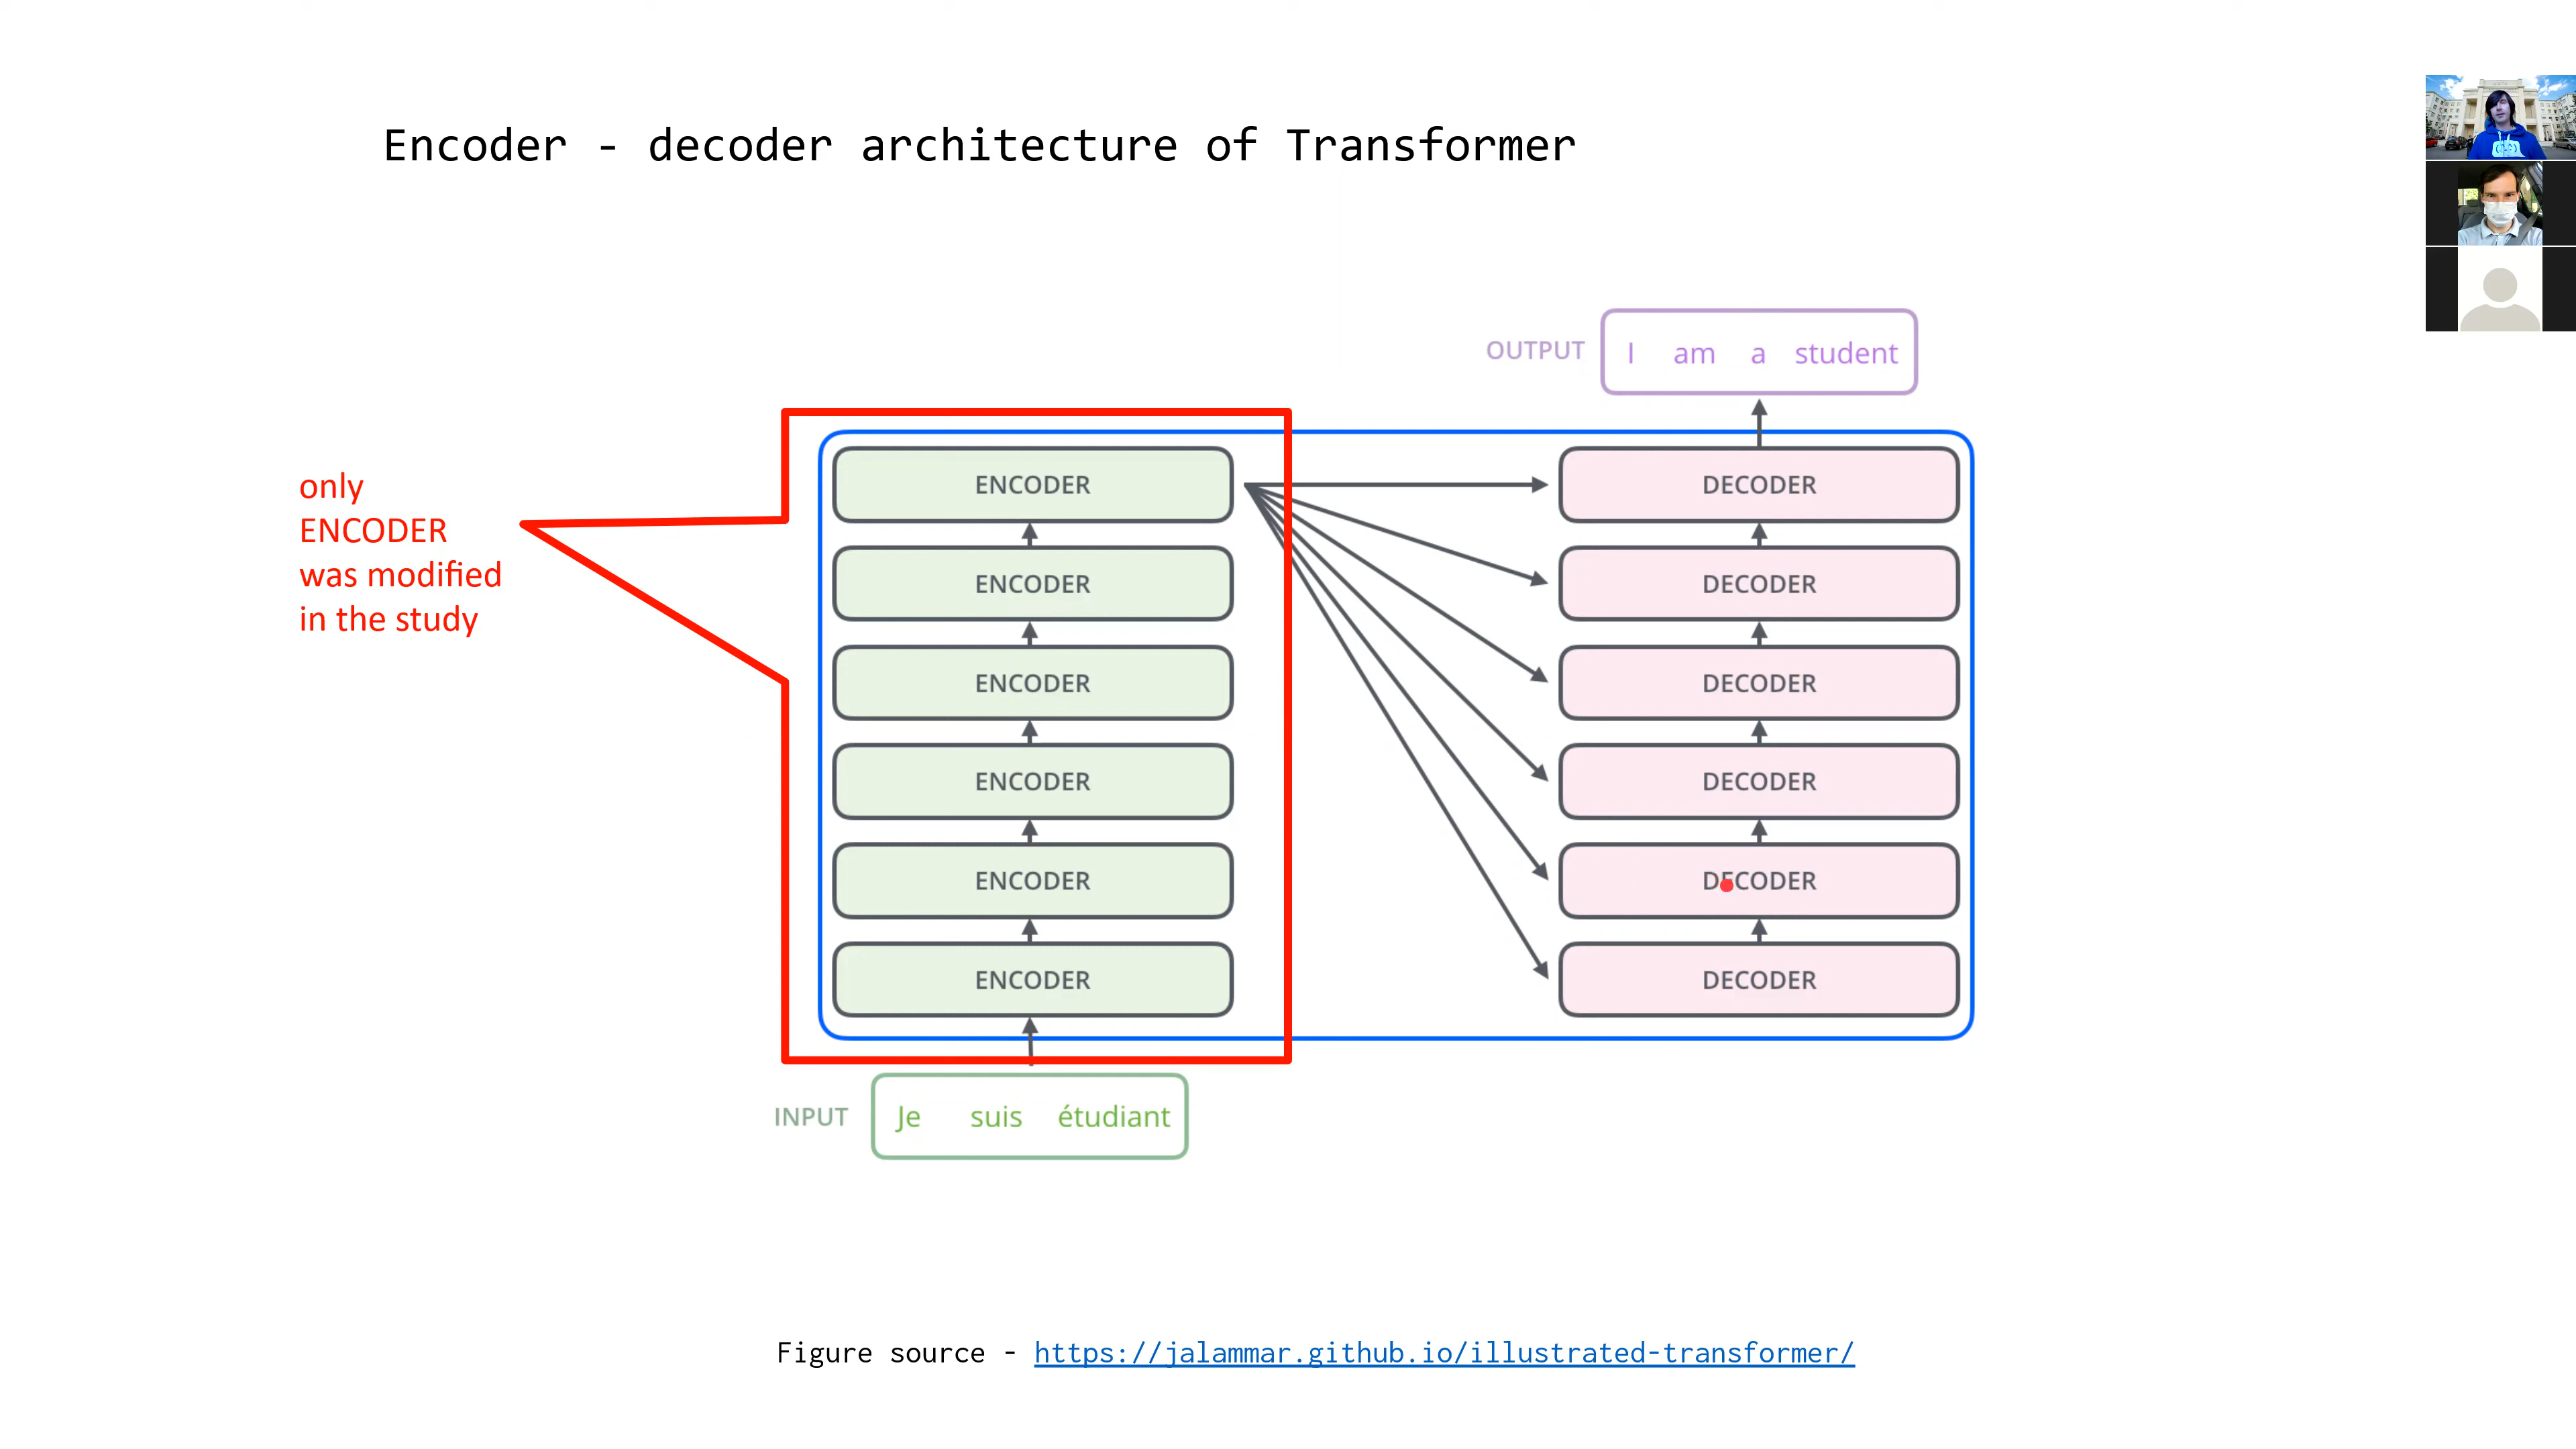 Encoder - decoder architecture of Transformer
OUTPUT
I am a student
only
ENCODER
was modified
in the study
ENCODER
DECODER
ENCODER
DECODER
ENCODER
DECODER
ENCODER
DECODER
ENCODER
DECODER
ENCODER
DECODER
INPUT
Je suis étudiant
Figure source - https://jalammar.github.io/illustrated-transformer/